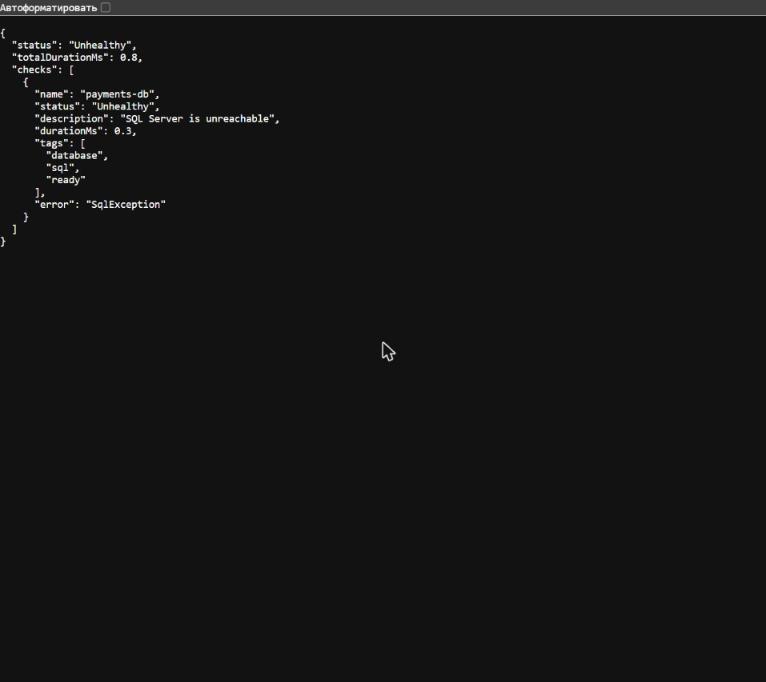 Автоформатировать
{
  "status": "Unhealthy",
  "totalDurationMs": 0.8,
  "checks": [
    {
      "name": "payments-db",
      "status": "Unhealthy",
      "description": "SQL Server is unreachable",
      "durationMs": 0.3,
      "tags": [
        "database",
        "sql",
        "ready"
      ],
      "error": "SqlException"
    }
  ]
}